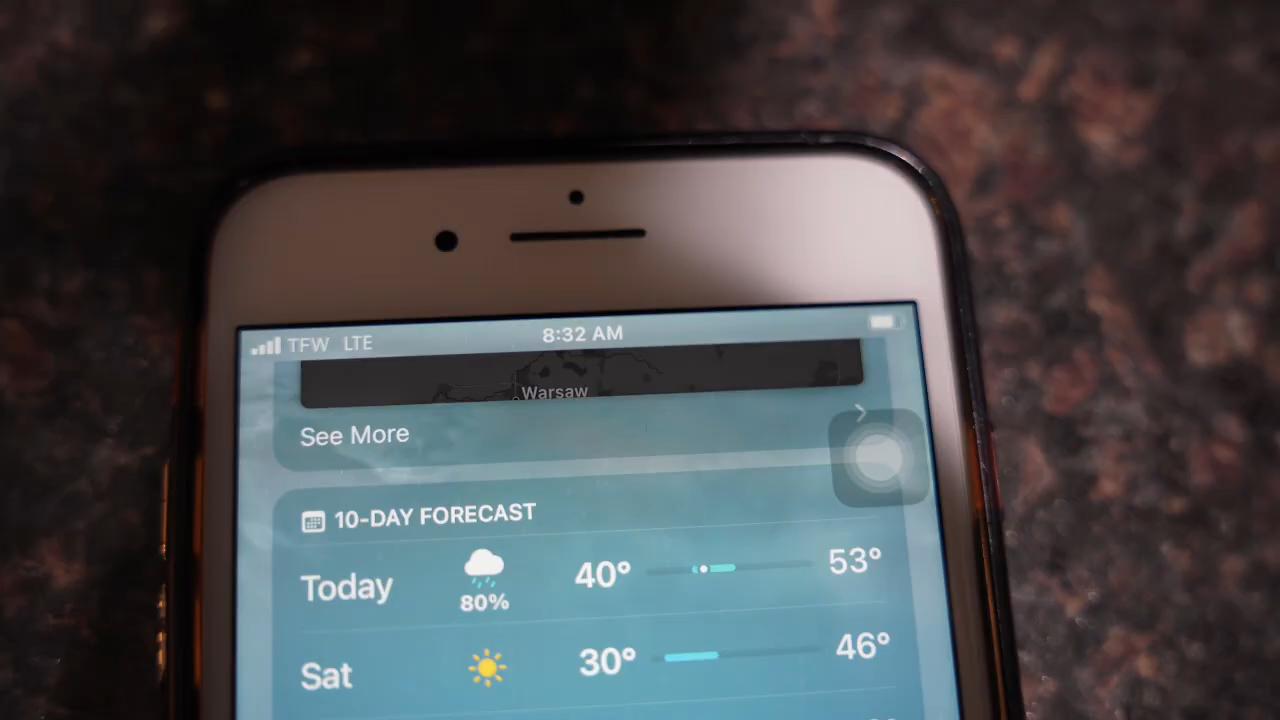 TFW LTE 8:32 AM
Warsaw
See More
10-DAY FORECAST
Today 80% 40° 53°
Sat 30° 46°